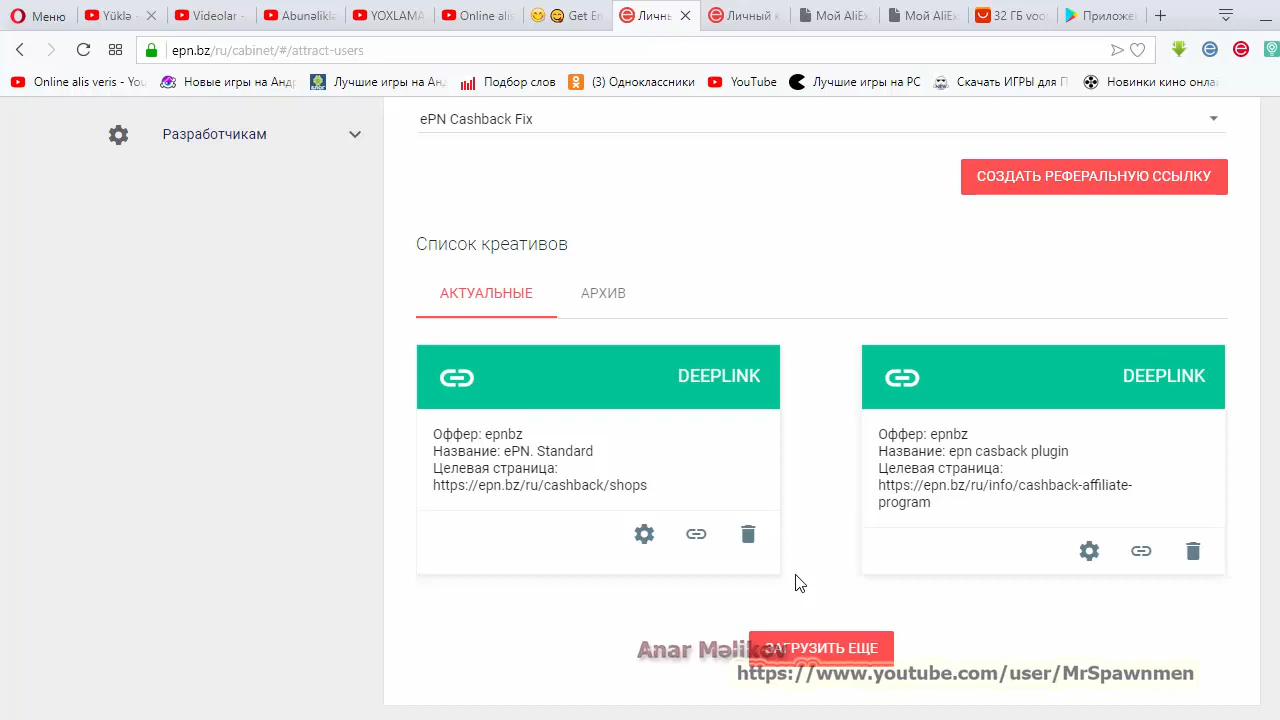 Меню
Yüklə -
Videolar -
Abunəliklə
YOXLAMA
Online alis
Get En
Личны
Личный к
Мой AliEx
Мой AliEx
32 ГБ voo
Приложе
epn.bz/ru/cabinet/#/attract-users
Online alis veris - You
Новые игры на Андр
Лучшие игры на Анд
Подбор слов
(3) Одноклассники
YouTube
Лучшие игры на PC
Скачать ИГРЫ для П
Новинки кино онла
Разработчикам
ePN Cashback Fix
СОЗДАТЬ РЕФЕРАЛЬНУЮ ССЫЛКУ
Список креативов
АКТУАЛЬНЫЕ
АРХИВ
DEEPLINK
Оффер: epnbz
Название: ePN. Standard
Целевая страница:
https://epn.bz/ru/cashback/shops
DEEPLINK
Оффер: epnbz
Название: epn casback plugin
Целевая страница:
https://epn.bz/ru/info/cashback-affiliate-
program
ЗАГРУЗИТЬ ЕЩЕ
Anar Məlikov
https://www.youtube.com/user/MrSpawnmen